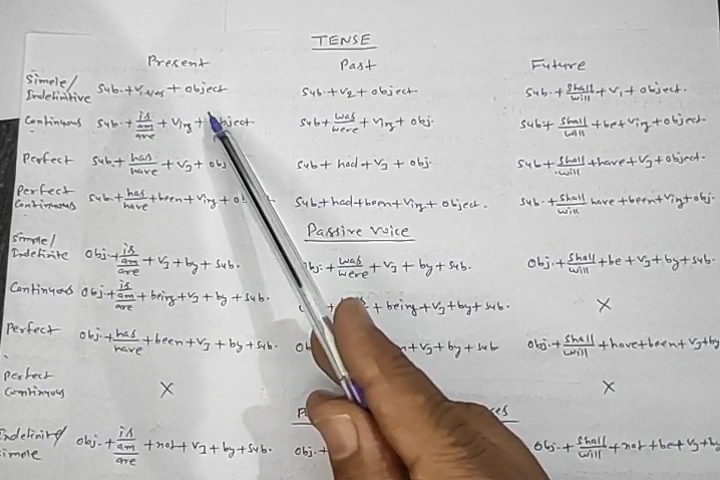 TENSE
Present Past Future
Simple/ Indefinitive Sub.+V1/s/es + object Sub.+V2+object Sub.+ shall/will +V1+object.
Continuous Sub.+ is/am/are + Ving + object. Sub+ was/were + Ving + obj. Sub+ shall/will + be+Ving+object
Perfect Sub+ has/have + V3 + obj Sub + had + V3 + obj. Sub + shall/will + have + V3 + object.
Perfect Continuous Sub+ has/have +been+Ving+ Sub.+had+been+Ving+object. Sub.+ shall/will have+been+Ving+obj.
Passive voice
Simple/ Indefinite Obj.+ is/am/are + V3 + by + sub. Obj.+ was/were + V3 + by + sub. Obj.+ shall/will + be + V3 + by + sub.
Continuous Obj+ is/am/are + being + V3 + by + sub. + being+V3+by+sub. X
Perfect Obj.+ has/have +been + V3 + by + sub. +V3+by+sub Obj.+ shall/will +have+been+V3+by
Perfect Continuous X X
Indefinite/ Simple Obj.+ is/am/are +not+V3+by+sub. Obj.+ Obj.+ shall/will +not+be+V3+by